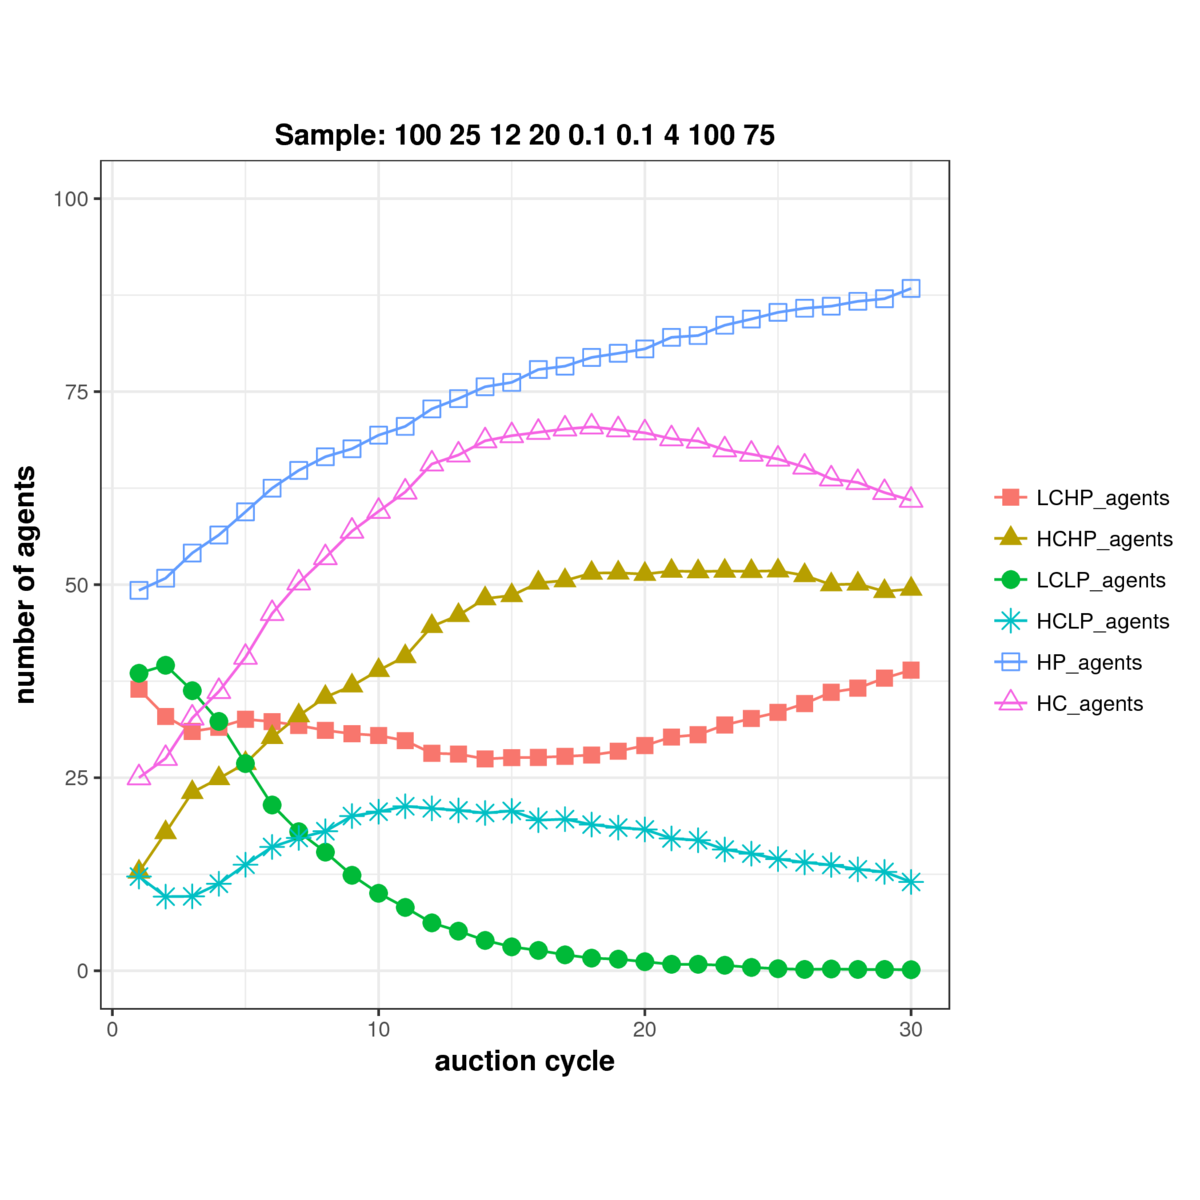 Sample: 100 25 12 20 0.1 0.1 4 100 75
number of agents
100
75
50
25
0
0 10 20 30
auction cycle
LCHP_agents
HCHP_agents
LCLP_agents
HCLP_agents
HP_agents
HC_agents